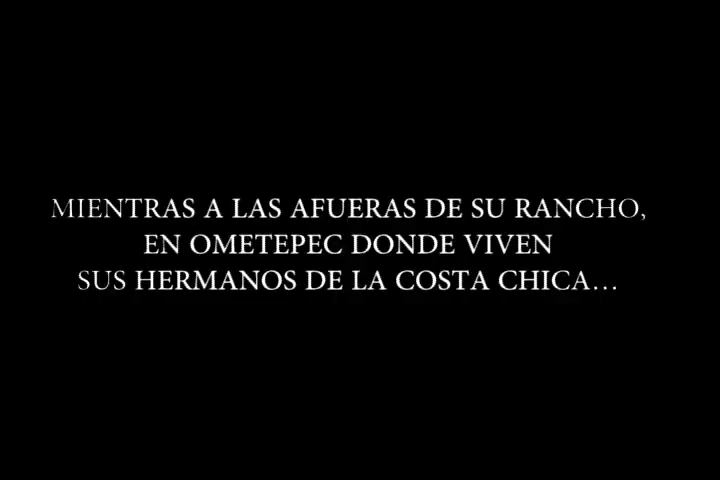 MIENTRAS A LAS AFUERAS DE SU RANCHO,
EN OMETEPEC DONDE VIVEN
SUS HERMANOS DE LA COSTA CHICA...